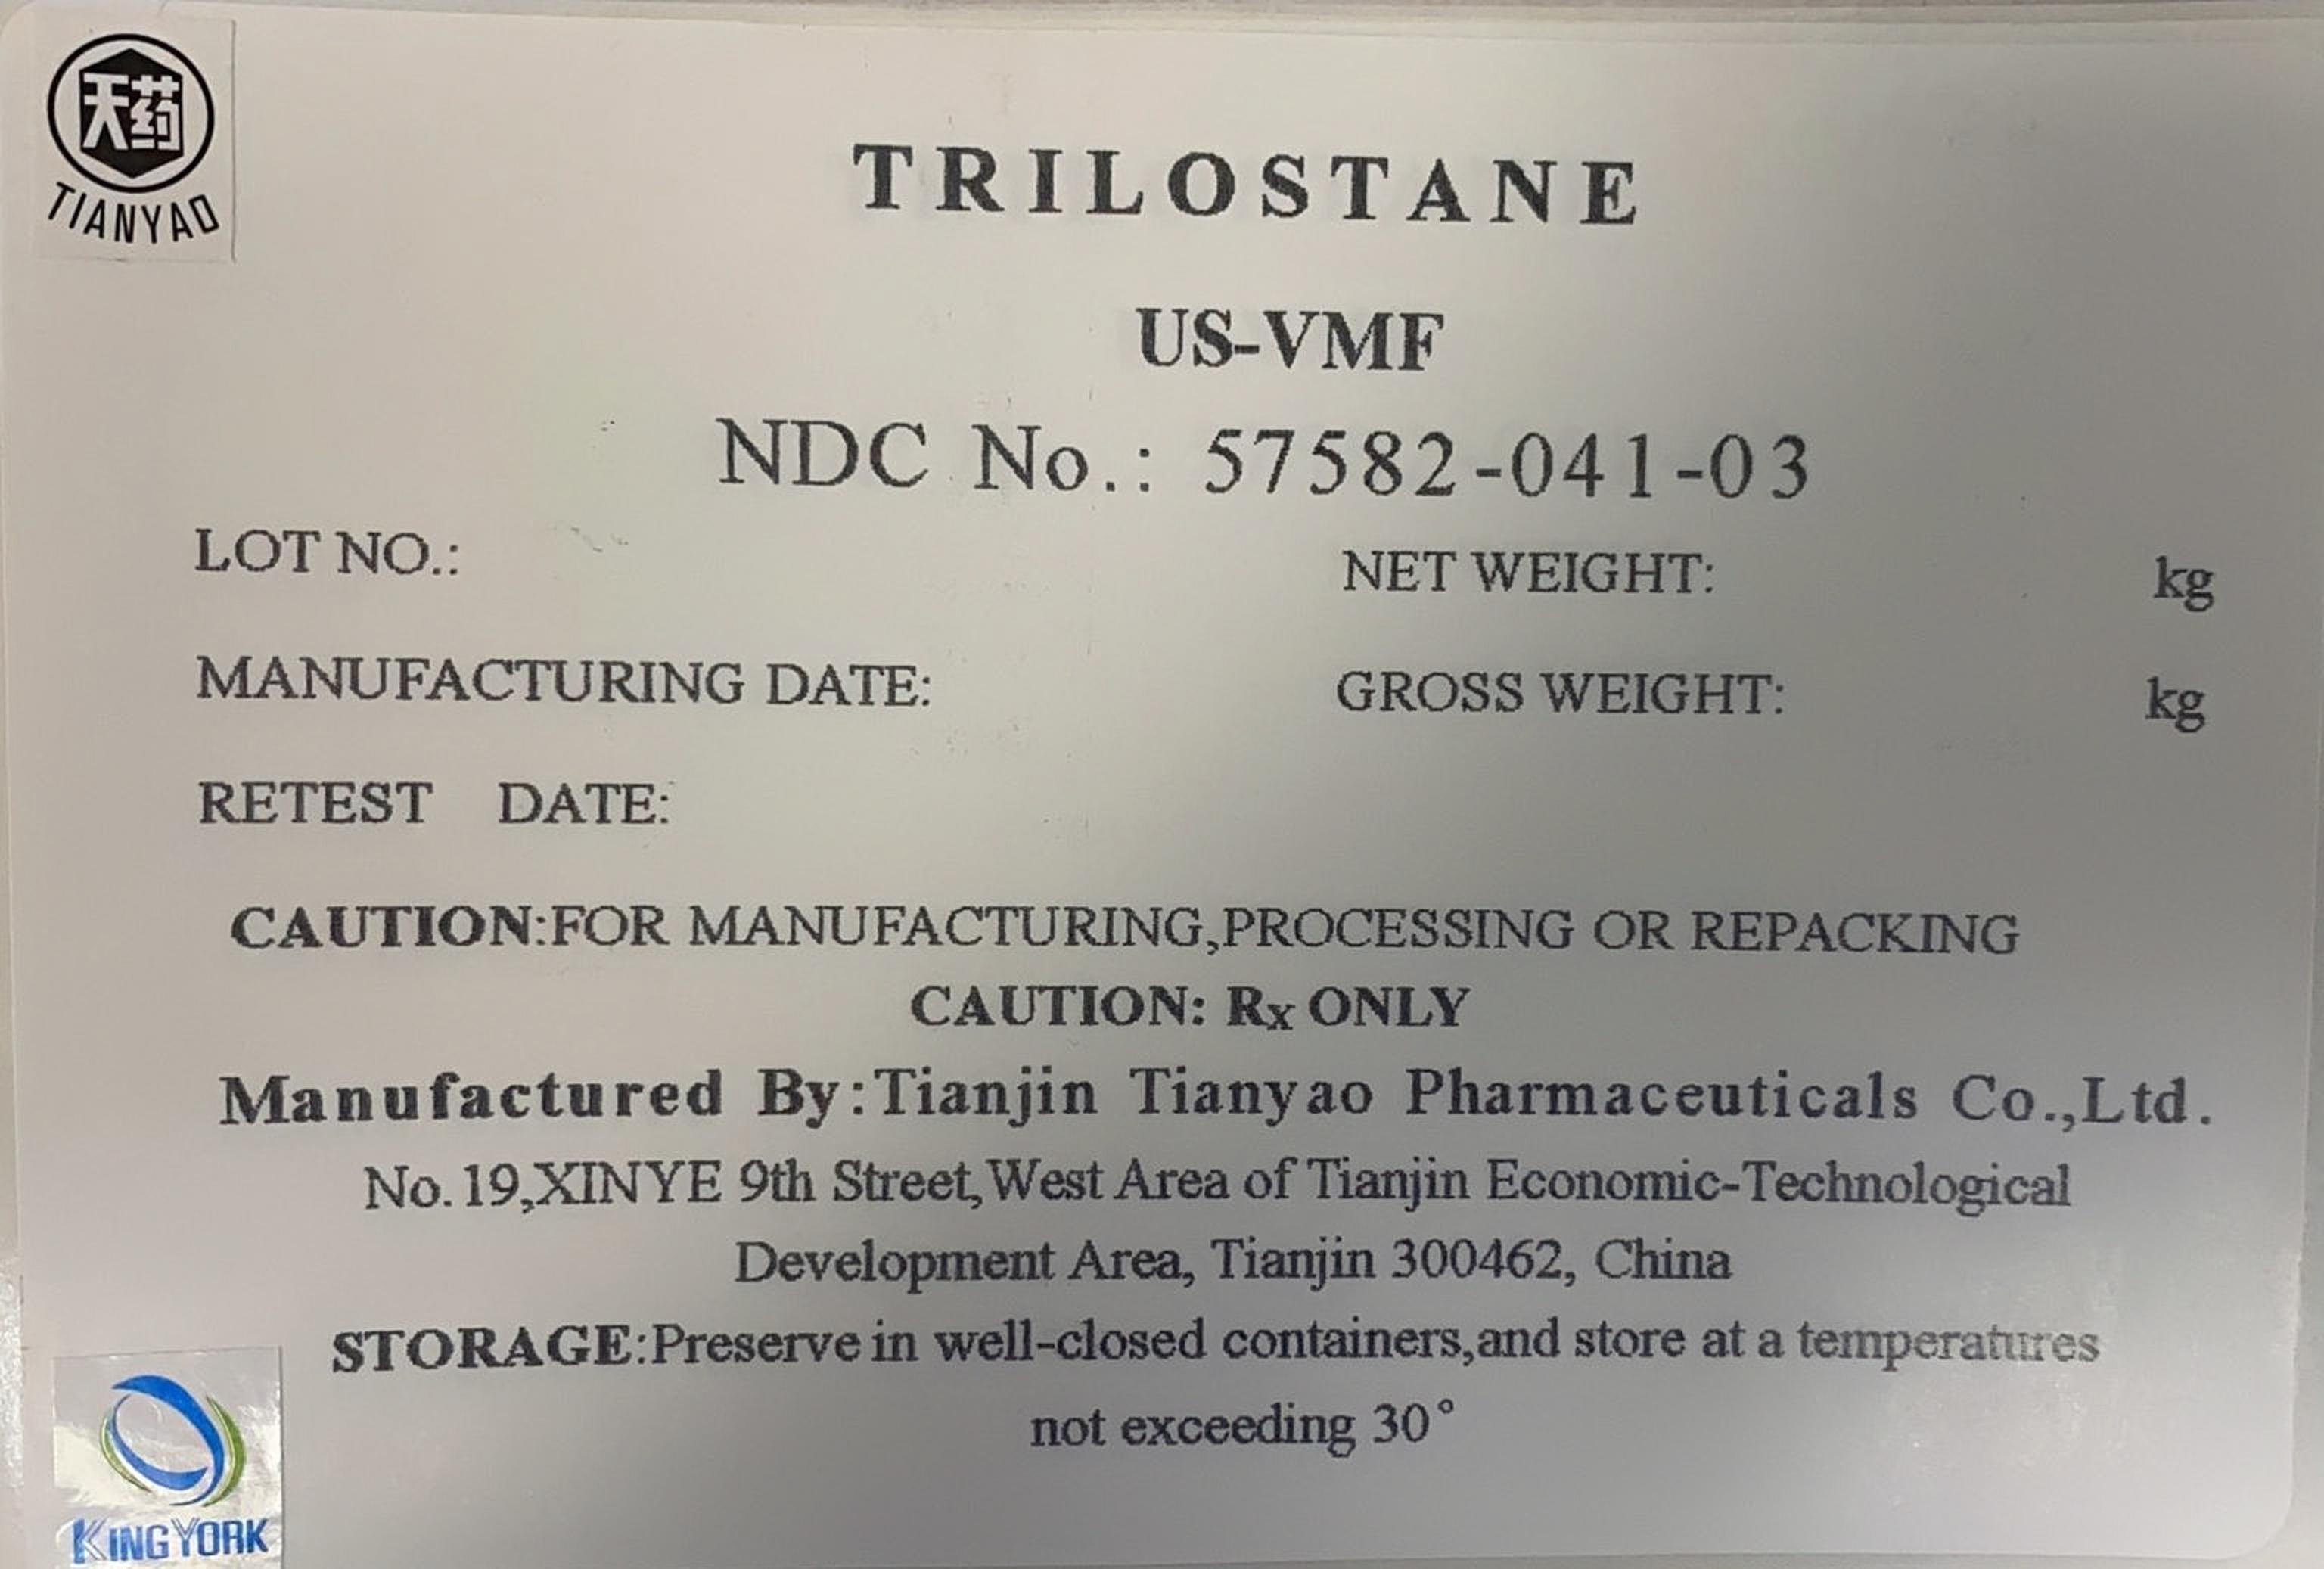 天药
TIANYAO
TRILOSTANE
US-VMF
NDC No.: 57582-041-03
LOT NO.:
NET WEIGHT: kg
MANUFACTURING DATE:
GROSS WEIGHT: kg
RETEST DATE:
CAUTION:FOR MANUFACTURING,PROCESSING OR REPACKING
CAUTION: Rx ONLY
Manufactured By:Tianjin Tianyao Pharmaceuticals Co.,Ltd.
No.19,XINYE 9th Street,West Area of Tianjin Economic-Technological
Development Area, Tianjin 300462, China
STORAGE:Preserve in well-closed containers,and store at a temperatures
not exceeding 30°
KINGYORK